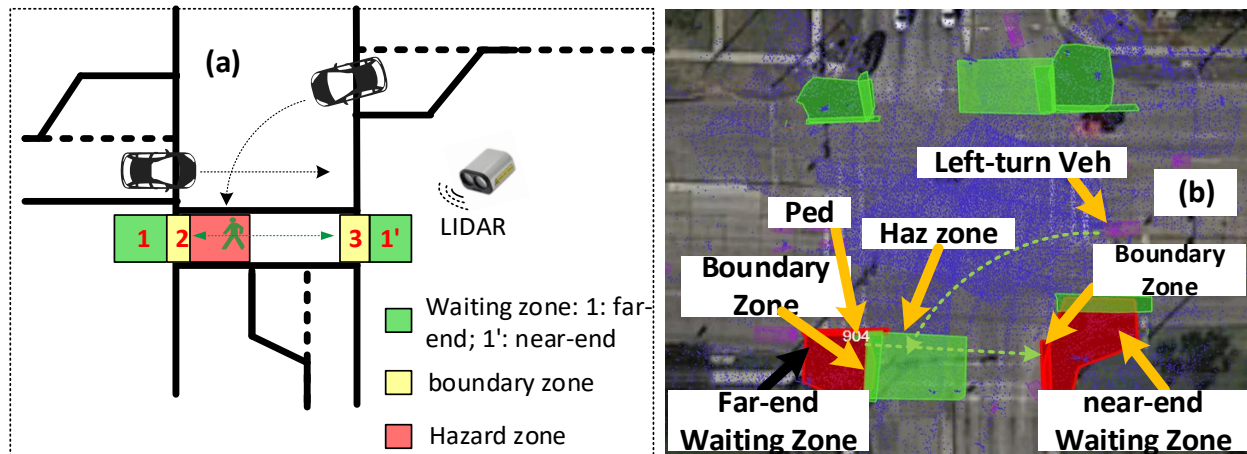 (a)
LIDAR
1 2 3 1'
Waiting zone: 1: far-
end; 1': near-end
boundary zone
Hazard zone
Left-turn Veh
(b)
Ped
Haz zone
Boundary
Zone
Boundary
Zone
904
Far-end
Waiting Zone
near-end
Waiting Zone